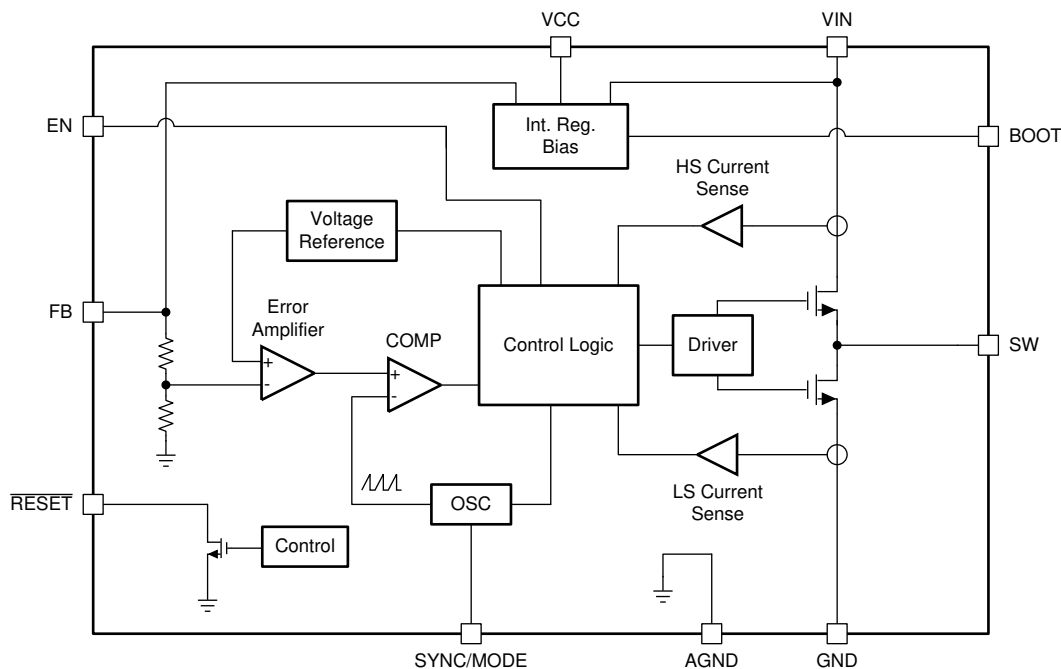 VCC
VIN
EN
Int. Reg.
Bias
BOOT
HS Current
Sense
Voltage
Reference
FB
Error
Amplifier
COMP
Control Logic
Driver
SW
+
-
+
-
RESET
OSC
LS Current
Sense
Control
SYNC/MODE
AGND
GND